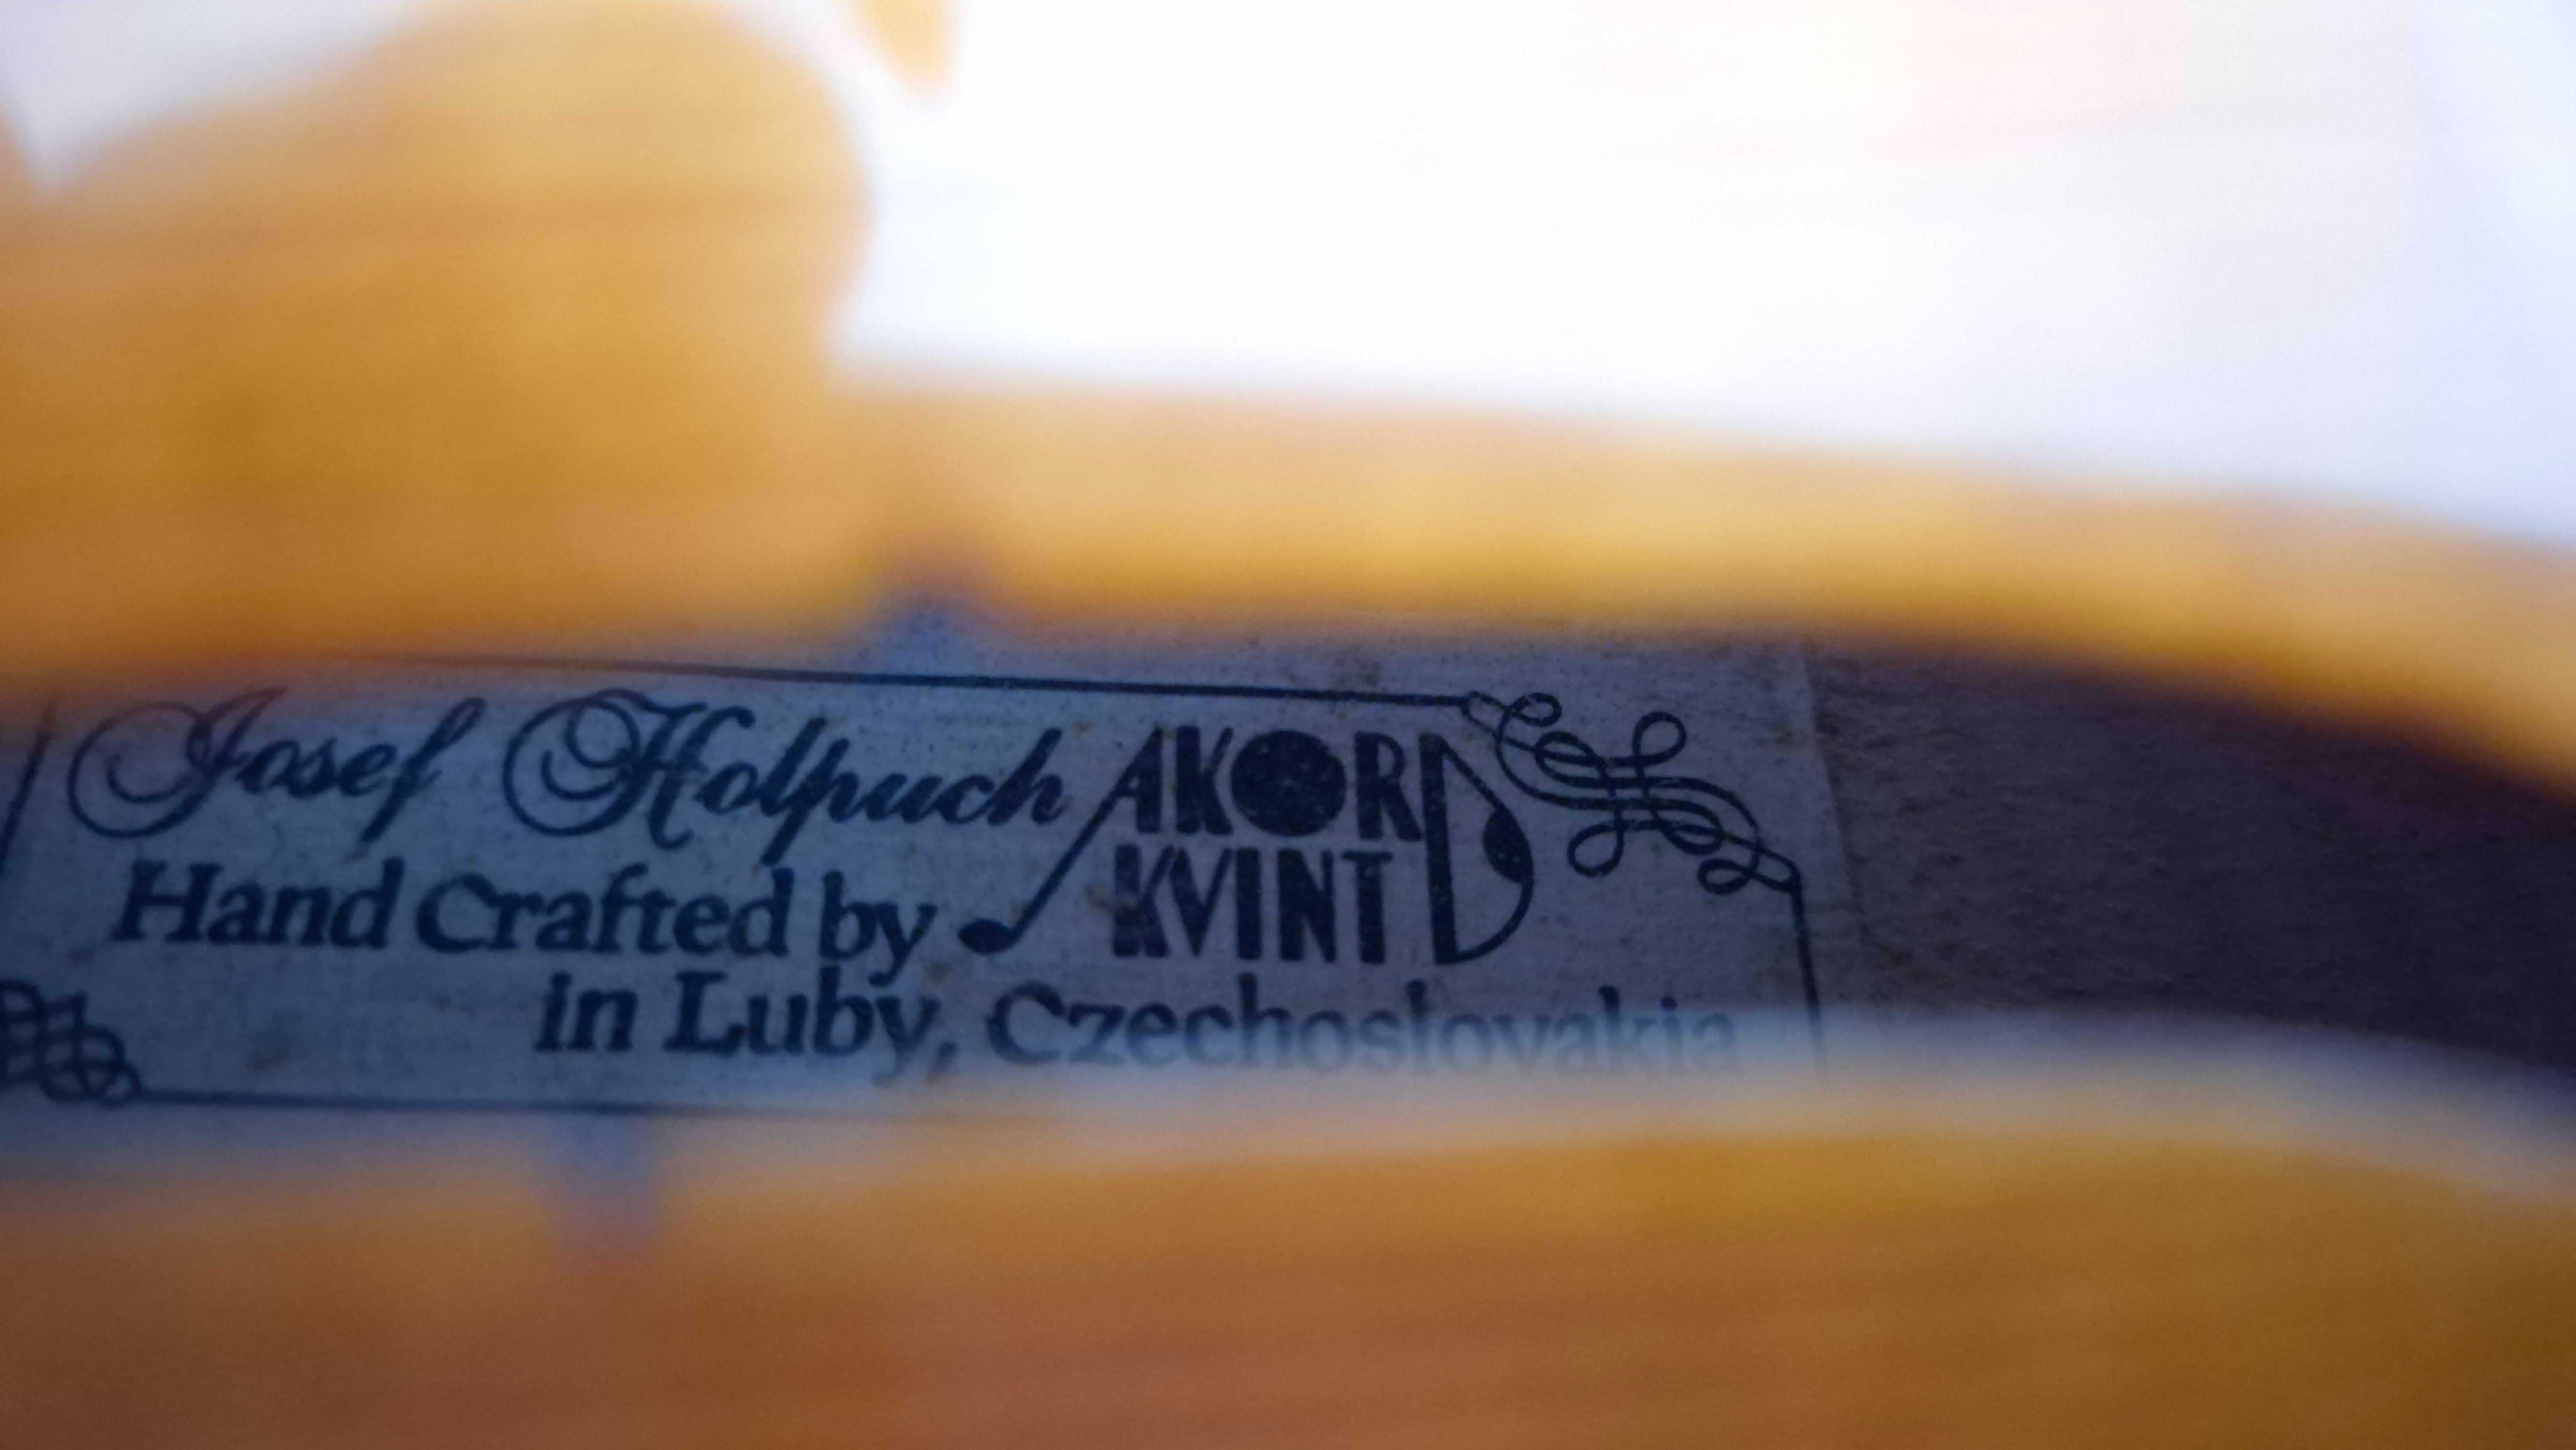 Josef Holpuch
AKORD
KVINT
Hand Crafted by
in Luby, Czechoslovakia